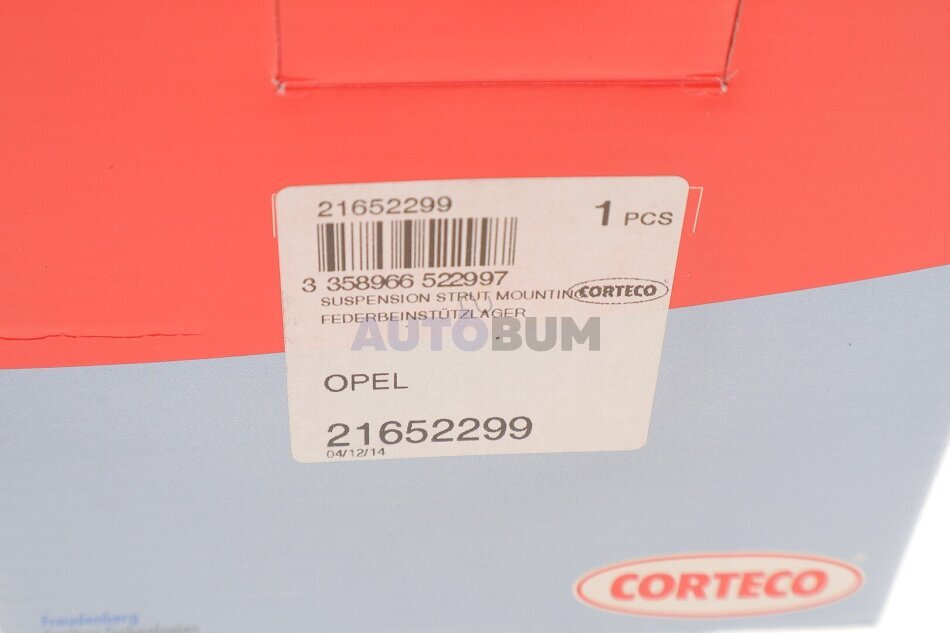 21652299
1 PCS
3 358966 522997
SUSPENSION STRUT MOUNTING
CORTECO
FEDERBEINSTÜTZLAGER
AUTOBUM
OPEL
21652299
04/12/14
CORTECO
Freudenberg